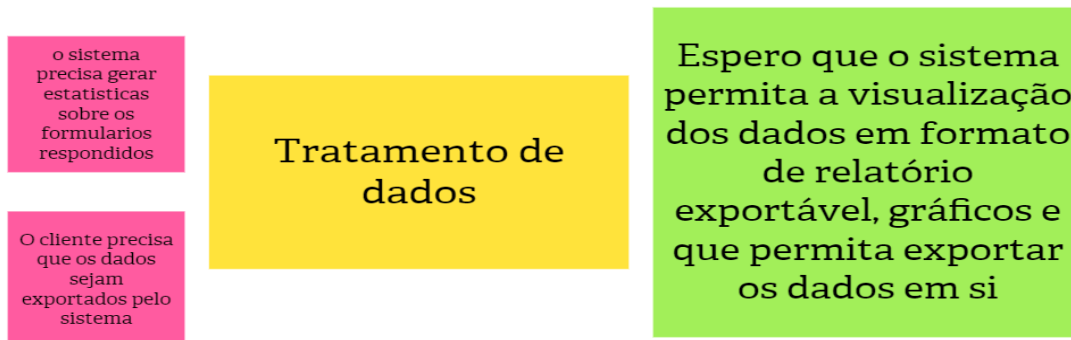 o sistema
precisa gerar
estatisticas
sobre os
formularios
respondidos
O cliente precisa
que os dados
sejam
exportados pelo
sistema
Tratamento de
dados
Espero que o sistema
permita a visualização
dos dados em formato
de relatório
exportável, gráficos e
que permita exportar
os dados em si